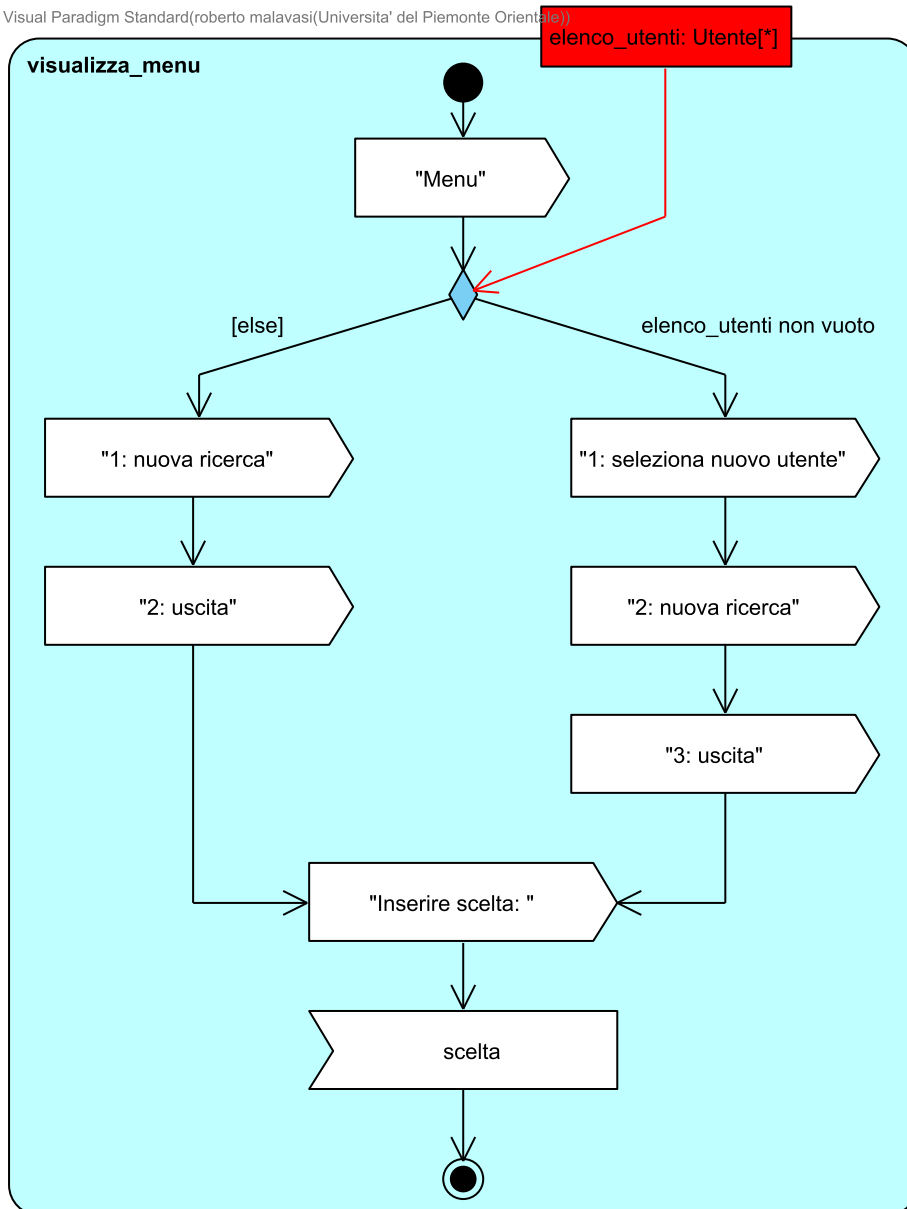 Visual Paradigm Standard(roberto malavasi(Universita' del Piemonte Orientale))
elenco_utenti: Utente[*]
visualizza_menu
"Menu"
[else]
elenco_utenti non vuoto
"1: nuova ricerca"
"1: seleziona nuovo utente"
"2: uscita"
"2: nuova ricerca"
"3: uscita"
"Inserire scelta: "
scelta